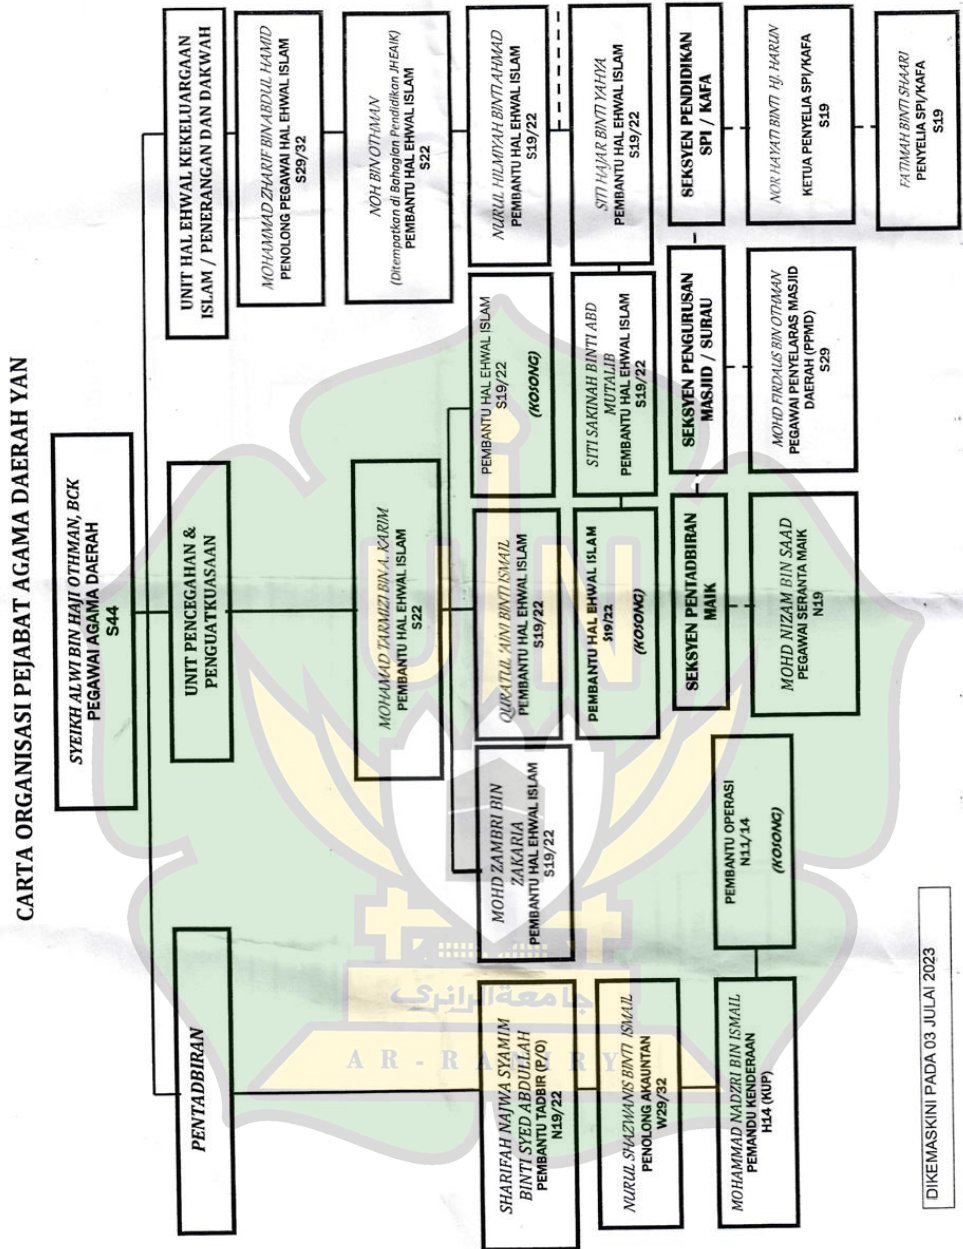 CARTA ORGANISASI PEJABAT AGAMA DAERAH YAN
SYEIKH ALWI BIN HAJI OTHMAN, BCK
PEGAWAI AGAMA DAERAH
S44
PENTADBIRAN
UNIT PENCEGAHAN &
PENGUATKUASAAN
UNIT HAL EHWAL KEKELUARGAAN
ISLAM / PENERANGAN DAN DAKWAH
MOHAMMAD ZHARIF BIN ABDUL HAMID
PENOLONG PEGAWAI HAL EHWAL ISLAM
S29/32
MOHAMAD TARMIZI BIN A. KARIM
PEMBANTU HAL EHWAL ISLAM
S22
NOH BIN OTHMAN
(Ditempatkan di Bahagian Pendidikan JHEAIK)
PEMBANTU HAL EHWAL ISLAM
S22
SHARIFAH NAJWA SYAMIM
BINTI SYED ABDULLAH
PEMBANTU TADBIR (P/O)
N19/22
MOHD ZAMBRI BIN
ZAKARIA
PEMBANTU HAL EHWAL ISLAM
S19/22
QURATUL 'AINI BINTI ISMAIL
PEMBANTU HAL EHWAL ISLAM
S19/22
PEMBANTU HAL EHWAL ISLAM
S19/22
(KOSONG)
NURUL HILMIYAH BINTI AHMAD
PEMBANTU HAL EHWAL ISLAM
S19/22
NURUL SHAZWANIS BINTI ISMAIL
PENOLONG AKAUNTAN
W29/32
PEMBANTU HAL EHWAL ISLAM
S19/22
(KOSONG)
SITI SAKINAH BINTI ABD
MUTALIB
PEMBANTU HAL EHWAL ISLAM
S19/22
SITI HAJAR BINTI YAHYA
PEMBANTU HAL EHWAL ISLAM
S19/22
MOHAMMAD NADZRI BIN ISMAIL
PEMANDU KENDERAAN
H14 (KUP)
PEMBANTU OPERASI
N11/14
(KOSONG)
SEKSYEN PENTADBIRAN
MAIK
SEKSYEN PENGURUSAN
MASJID / SURAU
SEKSYEN PENDIDIKAN
SPI / KAFA
MOHD NIZAM BIN SAAD
PEGAWAI SERANTA MAIK
N19
MOHD FIRDAUS BIN OTHMAN
PEGAWAI PENYELARAS MASJID
DAERAH (PPMD)
S29
NOR HAYATI BINTI HJ. HARUN
KETUA PENYELIA SPI/KAFA
S19
FATIMAH BINTI SHAARI
PENYELIA SPI/KAFA
S19
DIKEMASKINI PADA 03 JULAI 2023
UIN
جامعة الرانري
AR-RANIRY